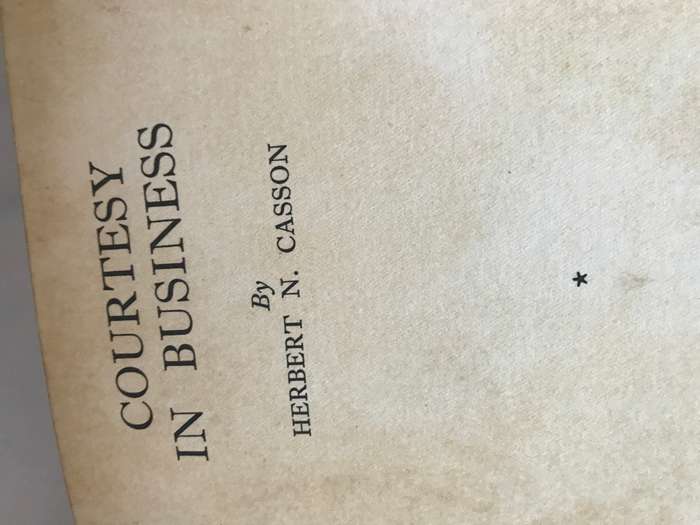 COURTESY
IN BUSINESS
By
HERBERT N. CASSON
*